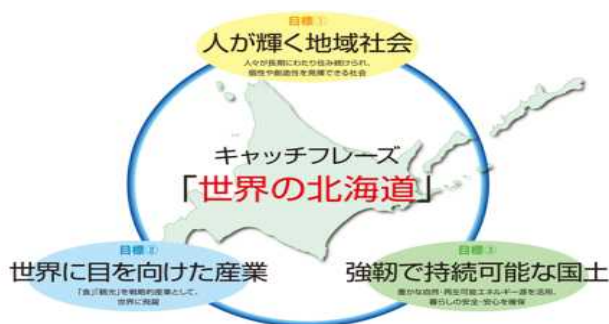 目標①
人が輝く地域社会
人々が長期にわたり住み続けられ、
個性や創造性を発揮できる社会
キャッチフレーズ
「世界の北海道」
目標②
世界に目を向けた産業
「食」「観光」を戦略的産業として、
世界に飛躍
目標③
強靭で持続可能な国土
豊かな自然・再生可能エネルギー源を活用、
暮らしの安全・安心を確保